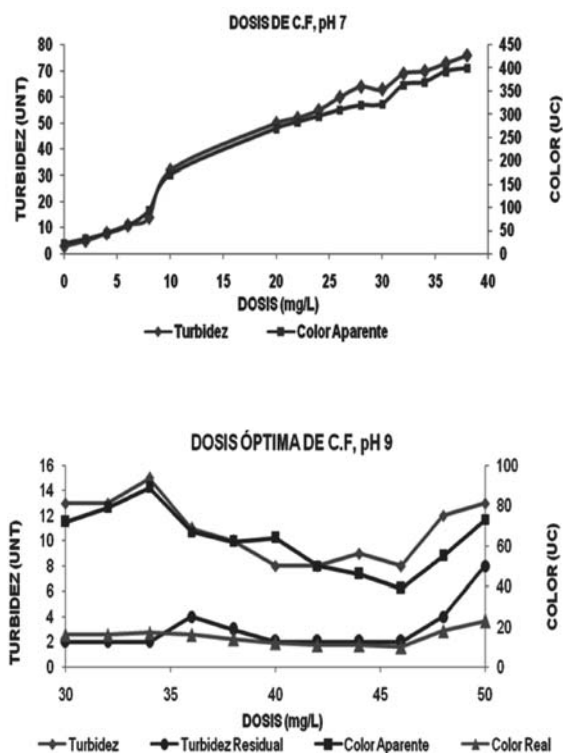 DOSIS DE C.F, pH 7
TURBIDEZ (UNT)
80
70
60
50
40
30
20
10
0
COLOR (UC)
450
400
350
300
250
200
150
100
50
0
0 5 10 15 20 25 30 35 40
DOSIS (mg/L)
Turbidez Color Aparente
DOSIS ÓPTIMA DE C.F, pH 9
TURBIDEZ (UNT)
16
14
12
10
8
6
4
2
0
COLOR (UC)
100
80
60
40
20
0
30 35 40 45 50
DOSIS (mg/L)
Turbidez Turbidez Residual Color Aparente Color Real